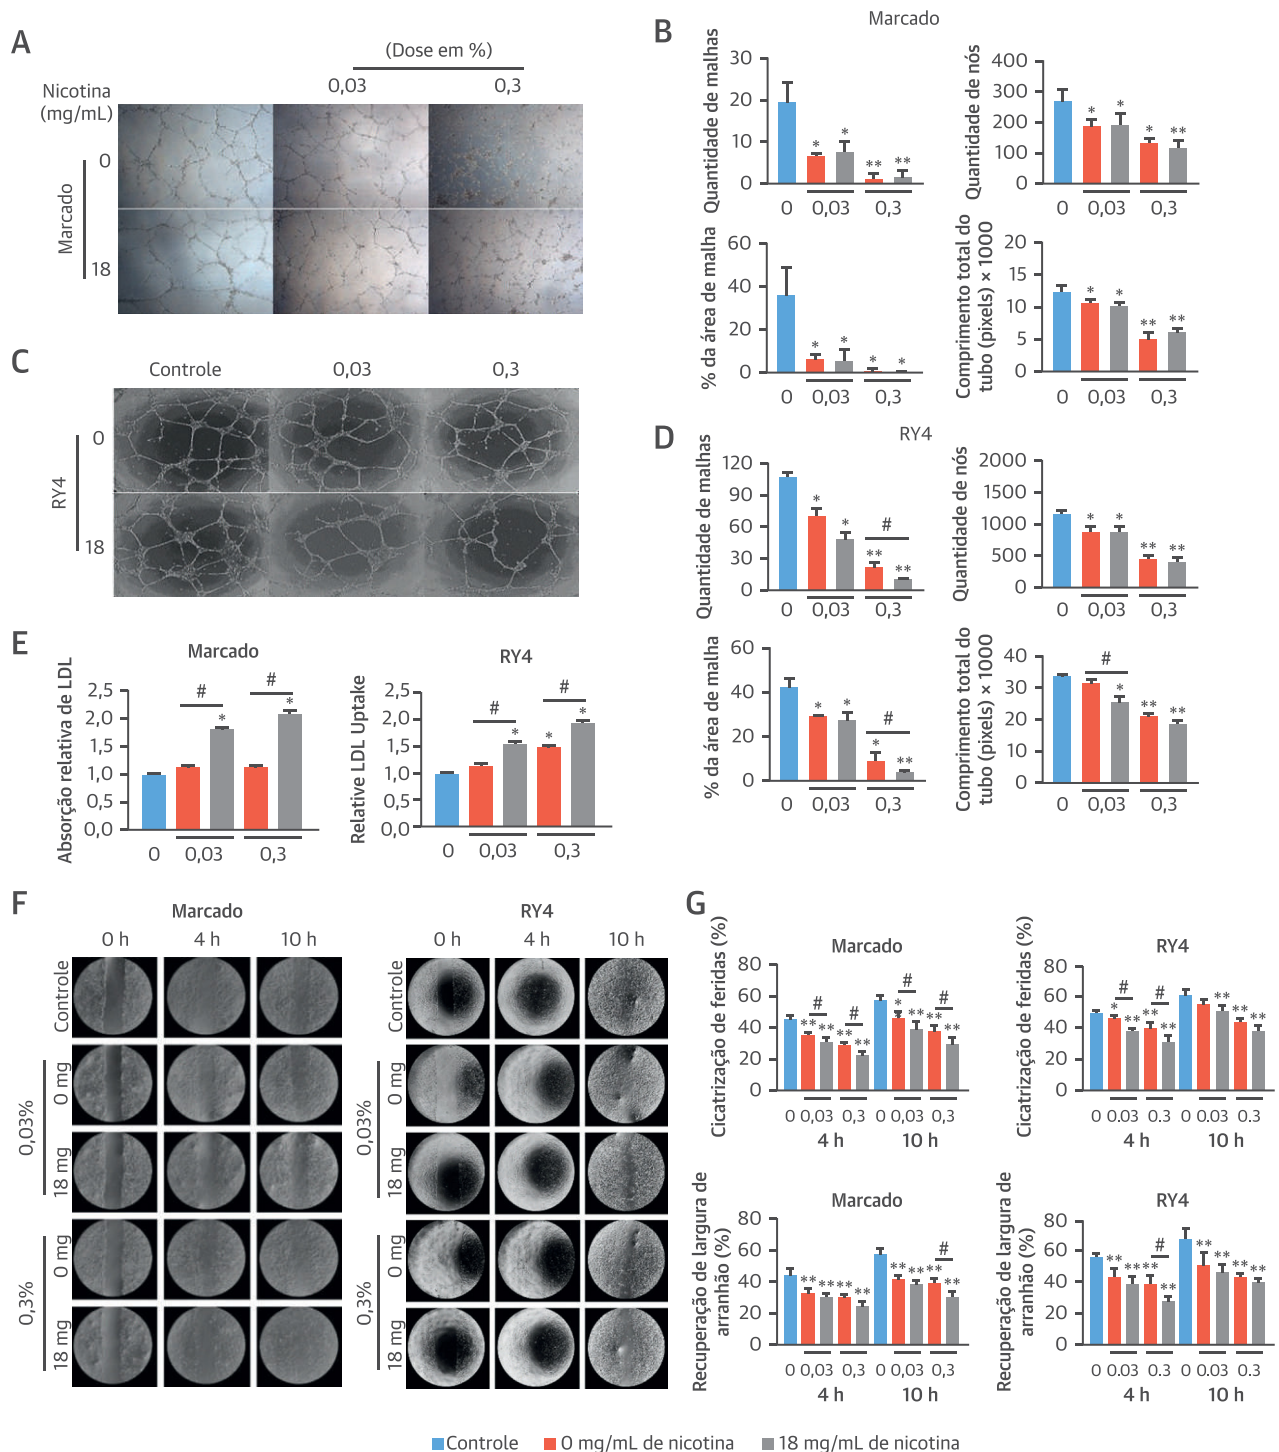 A
(Dose em %)
0,03 0,3
Nicotina
(mg/mL)
0
Marcado
18
B
Marcado
Quantidade de malhas
30
20
10
0
* * ** **
0 0,03 0,3
Quantidade de nós
400
300
200
100
0
* * * **
0 0,03 0,3
% da área de malha
60
40
20
0
* * * *
0 0,03 0,3
Comprimento total do
tubo (pixels) × 1000
20
15
10
5
0
* * ** **
0 0,03 0,3
C
Controle 0,03 0,3
0
RY4
18
D
RY4
Quantidade de malhas
120
90
60
30
0
#
* * ** **
0 0,03 0,3
Quantidade de nós
2000
1500
1000
500
0
* * ** **
0 0,03 0,3
% da área de malha
60
40
20
0
#
* * * **
0 0,03 0,3
Comprimento total do
tubo (pixels) × 1000
40
30
20
10
0
#
* ** **
0 0,03 0,3
E
Marcado
Absorção relativa de LDL
2,5
2,0
1,5
1,0
0,5
0,0
# #
* *
0 0,03 0,3
RY4
Relative LDL Uptake
2,5
2,0
1,5
1,0
0,5
0,0
# #
* * *
0 0,03 0,3
F
Marcado
0 h 4 h 10 h
Controle
0,03%
0 mg
18 mg
0,3%
0 mg
18 mg
RY4
0 h 4 h 10 h
Controle
0,03%
0 mg
18 mg
0,3%
0 mg
18 mg
G
Marcado
Cicatrização de feridas (%)
80
60
40
20
0
# # # #
** ** ** ** * ** ** **
0 0,03 0,3 0 0,03 0,3
4 h 10 h
RY4
Cicatrização de feridas (%)
80
60
40
20
0
# #
* ** ** ** ** ** **
0 0.03 0.3 0 0.03 0.3
4 h 10 h
Marcado
Recuperação de largura de
arranhão (%)
80
60
40
20
0
#
** ** ** ** ** ** ** **
0 0,03 0,3 0 0,03 0,3
4 h 10 h
RY4
Recuperação de largura de
arranhão (%)
80
60
40
20
0
#
** ** ** ** ** ** ** **
0 0.03 0.3 0 0.03 0.3
4 h 10 h
Controle 0 mg/mL de nicotina 18 mg/mL de nicotina